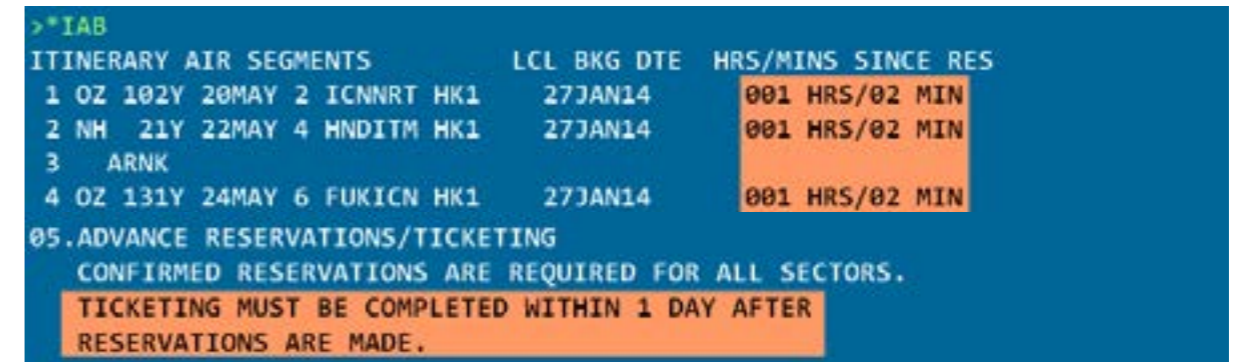 >*IAB
ITINERARY AIR SEGMENTS LCL BKG DTE HRS/MINS SINCE RES
1 OZ 102Y 20MAY 2 ICNNRT HK1 27JAN14 001 HRS/02 MIN
2 NH 21Y 22MAY 4 HNDITM HK1 27JAN14 001 HRS/02 MIN
3 ARNK
4 OZ 131Y 24MAY 6 FUKICN HK1 27JAN14 001 HRS/02 MIN
05.ADVANCE RESERVATIONS/TICKETING
CONFIRMED RESERVATIONS ARE REQUIRED FOR ALL SECTORS.
TICKETING MUST BE COMPLETED WITHIN 1 DAY AFTER
RESERVATIONS ARE MADE.